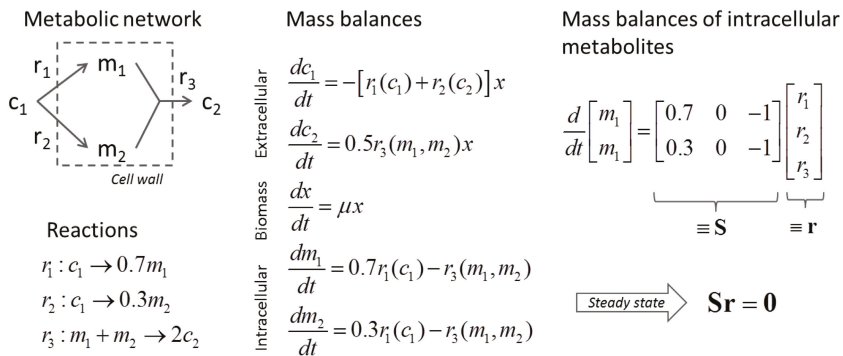 Metabolic network
r1
m1
r3
c1
c2
r2
m2
Cell wall
Reactions
r1 : c1 → 0.7m1
r2 : c1 → 0.3m2
r3 : m1 + m2 → 2c2
Mass balances
Extracellular
dc1/dt = −[r1(c1) + r2(c2)]x
dc2/dt = 0.5r3(m1, m2)x
Biomass
dx/dt = μx
Intracellular
dm1/dt = 0.7r1(c1) − r3(m1, m2)
dm2/dt = 0.3r1(c1) − r3(m1, m2)
Mass balances of intracellular
metabolites
d/dt [m1 m1] = [0.7 0 −1 0.3 0 −1] [r1 r2 r3]
≡ S ≡ r
Steady state Sr = 0